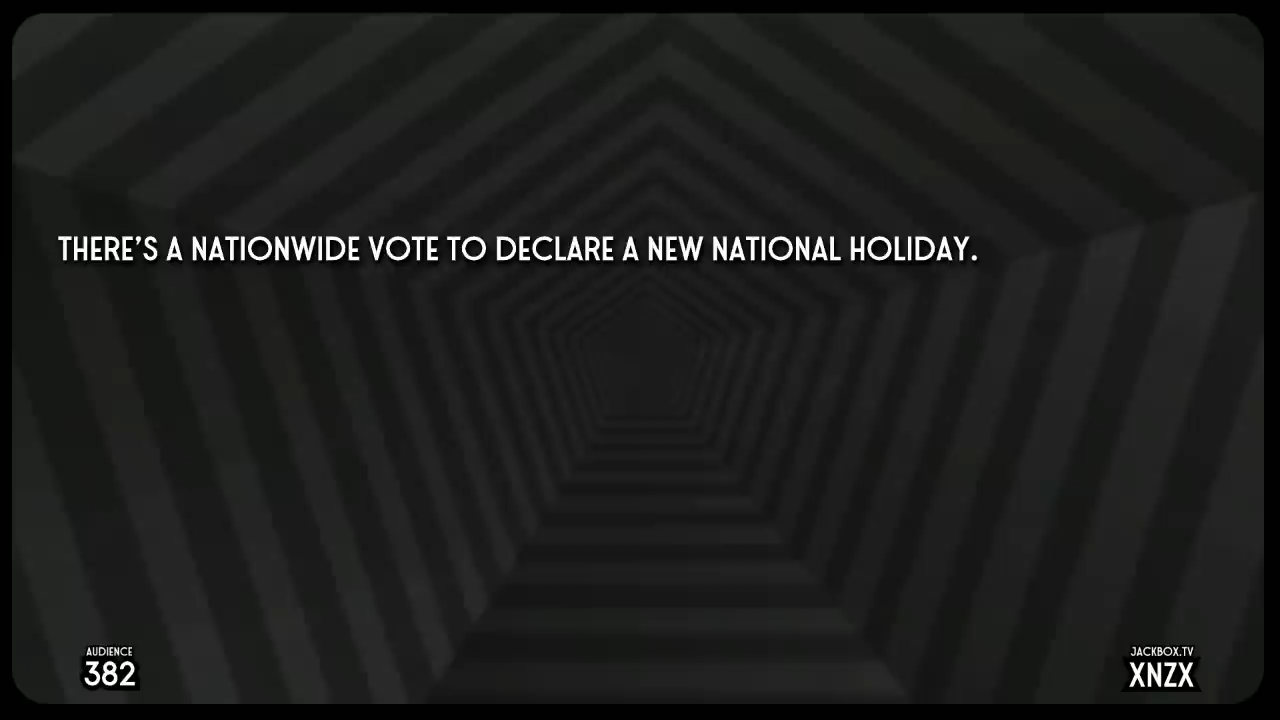 THERE'S A NATIONWIDE VOTE TO DECLARE A NEW NATIONAL HOLIDAY.
AUDIENCE
382
JACKBOX.TV
XNZX